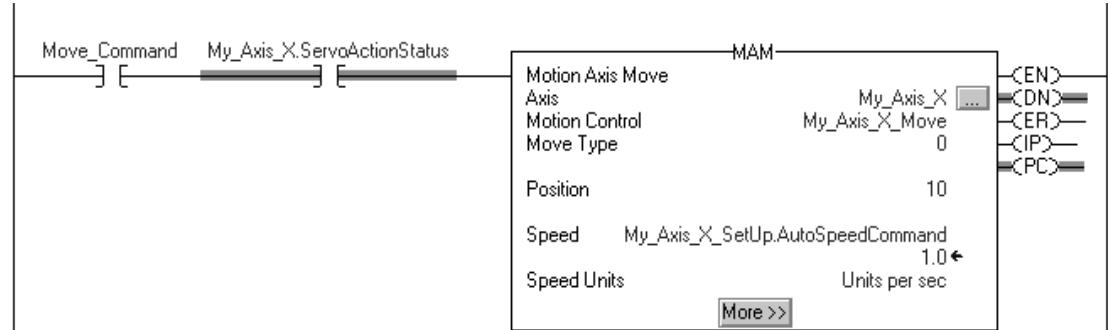 Move_Command My_Axis_X.ServoActionStatus
MAM
Motion Axis Move
Axis My_Axis_X ...
Motion Control My_Axis_X_Move
Move Type 0
Position 10
Speed My_Axis_X_SetUp.AutoSpeedCommand
1.0
Speed Units Units per sec
More >>
EN
DN
ER
IP
PC